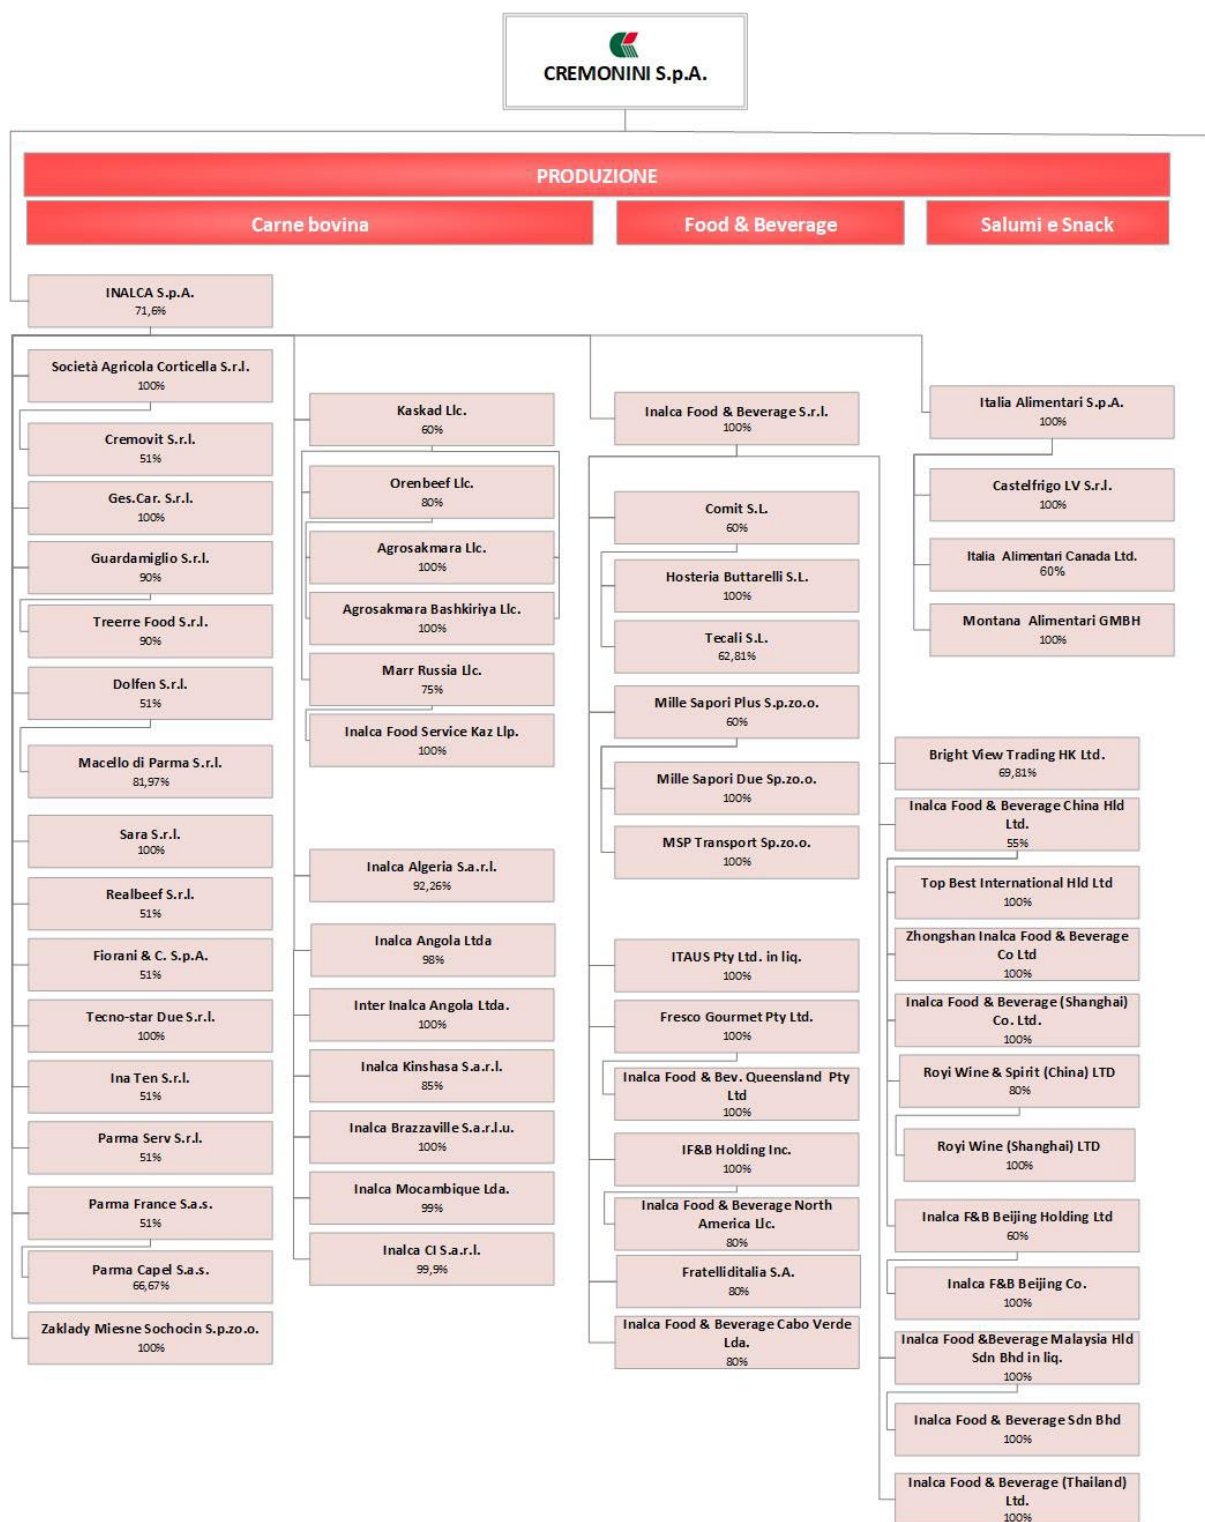 CREMONINI S.p.A.
PRODUZIONE
Carne bovina
Food & Beverage
Salumi e Snack
INALCA S.p.A.
71,6%
Società Agricola Corticella S.r.l.
100%
Cremovit S.r.l.
51%
Ges.Car. S.r.l.
100%
Guardamiglio S.r.l.
90%
Treerre Food S.r.l.
90%
Dolfen S.r.l.
51%
Macello di Parma S.r.l.
81,97%
Sara S.r.l.
100%
Realbeef S.r.l.
51%
Fiorani & C. S.p.A.
51%
Tecno-star Due S.r.l.
100%
Ina Ten S.r.l.
51%
Parma Serv S.r.l.
51%
Parma France S.a.s.
51%
Parma Capel S.a.s.
66,67%
Zaklady Miesne Sochocin S.p.zo.o.
100%
Kaskad Llc.
60%
Orenbeef Llc.
80%
Agrosakmara Llc.
100%
Agrosakmara Bashkiriya Llc.
100%
Marr Russia Llc.
75%
Inalca Food Service Kaz Llp.
100%
Inalca Algeria S.a.r.l.
92,26%
Inalca Angola Ltda
98%
Inter Inalca Angola Ltda.
100%
Inalca Kinshasa S.a.r.l.
85%
Inalca Brazzaville S.a.r.l.u.
100%
Inalca Mocambique Lda.
99%
Inalca CI S.a.r.l.
99,9%
Inalca Food & Beverage S.r.l.
100%
Comit S.L.
60%
Hosteria Buttarelli S.L.
100%
Tecali S.L.
62,81%
Mille Sapori Plus S.p.zo.o.
60%
Mille Sapori Due Sp.zo.o.
100%
MSP Transport Sp.zo.o.
100%
ITAUS Pty Ltd. in liq.
100%
Fresco Gourmet Pty Ltd.
100%
Inalca Food & Bev. Queensland Pty
Ltd
100%
IF&B Holding Inc.
100%
Inalca Food & Beverage North
America Llc.
80%
Fratelliditalia S.A.
80%
Inalca Food & Beverage Cabo Verde
Lda.
80%
Italia Alimentari S.p.A.
100%
Castelfrigo LV S.r.l.
100%
Italia Alimentari Canada Ltd.
60%
Montana Alimentari GMBH
100%
Bright View Trading HK Ltd.
69,81%
Inalca Food & Beverage China Hld
Ltd.
55%
Top Best International Hld Ltd
100%
Zhongshan Inalca Food & Beverage
Co Ltd
100%
Inalca Food & Beverage (Shanghai)
Co. Ltd.
100%
Royi Wine & Spirit (China) LTD
80%
Royi Wine (Shanghai) LTD
100%
Inalca F&B Beijing Holding Ltd
60%
Inalca F&B Beijing Co.
100%
Inalca Food &Beverage Malaysia Hld
Sdn Bhd in liq.
100%
Inalca Food & Beverage Sdn Bhd
100%
Inalca Food & Beverage (Thailand)
Ltd.
100%